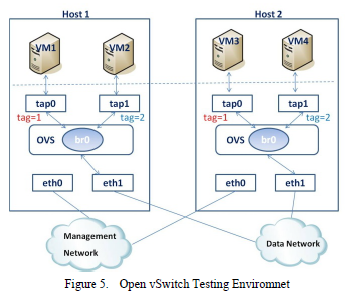 Host 1
Host 2
VM1
VM2
VM3
VM4
tap0
tap1
tap0
tap1
tag=1
tag=2
tag=1
tag=2
OVS
br0
OVS
br0
eth0
eth1
eth0
eth1
Management
Network
Data Network
Figure 5. Open vSwitch Testing Enviromnet